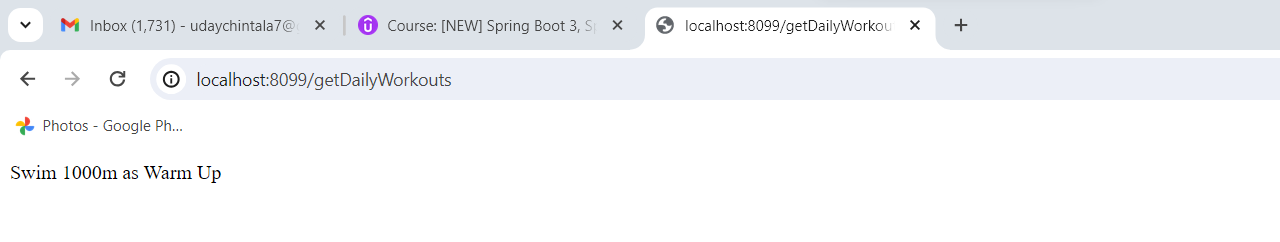 Inbox (1,731) - udaychintala7@
Course: [NEW] Spring Boot 3, S
localhost:8099/getDailyWorkou
localhost:8099/getDailyWorkouts
Photos - Google Ph...
Swim 1000m as Warm Up